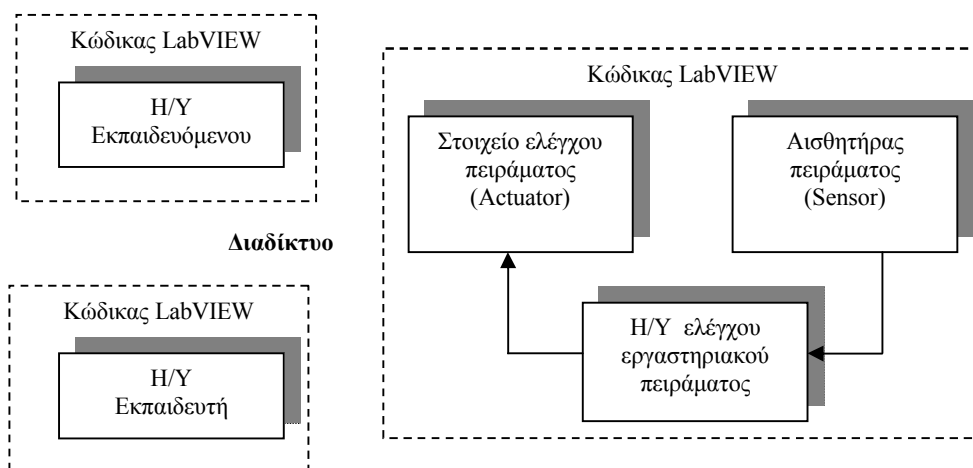 Κώδικας LabVIEW
Η/Υ
Εκπαιδευόμενου
Διαδίκτυο
Κώδικας LabVIEW
Η/Υ
Εκπαιδευτή
Κώδικας LabVIEW
Στοιχείο ελέγχου
πειράματος
(Actuator)
Αισθητήρας
πειράματος
(Sensor)
Η/Υ ελέγχου
εργαστηριακού
πειράματος